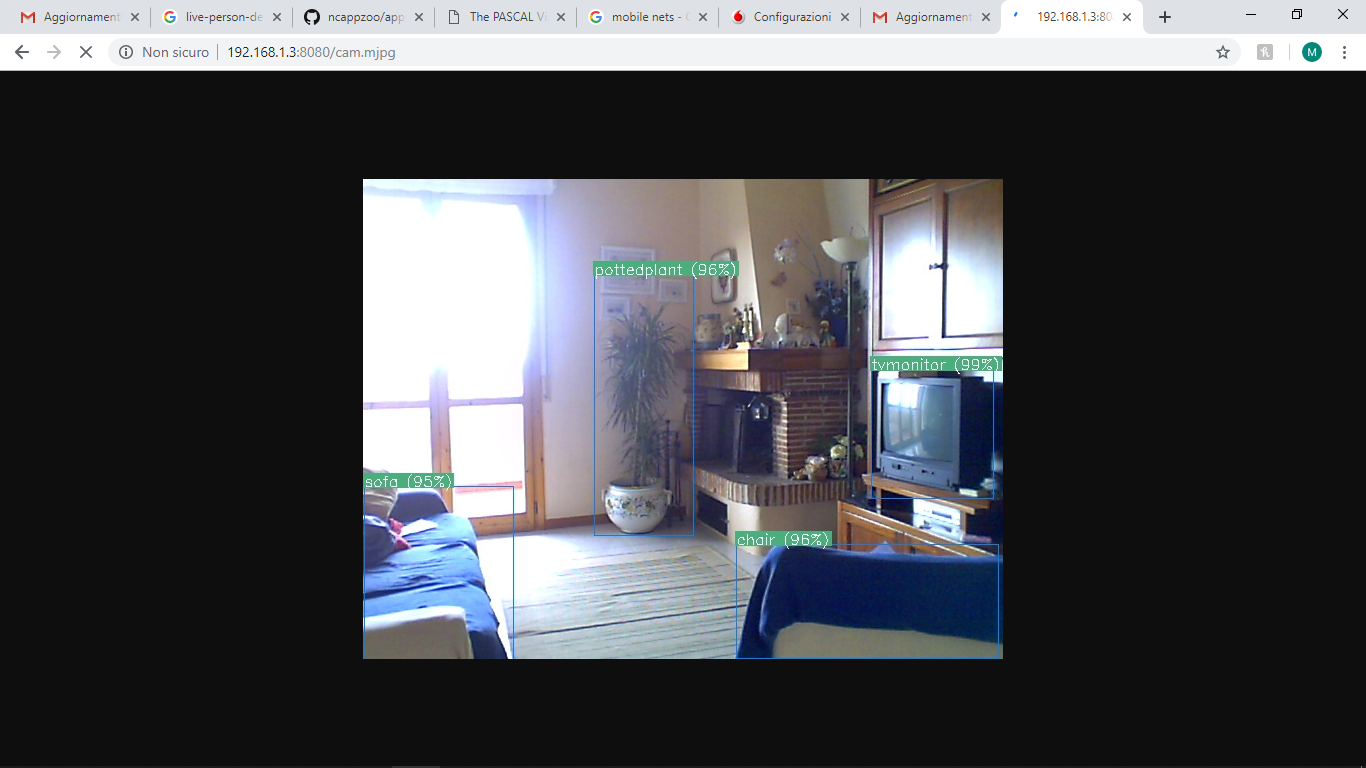 Aggiornament
live-person-de
ncappzoo/app
The PASCAL Vi
mobile nets - G
Configurazioni
Aggiornament
192.168.1.3:80
Non sicuro
192.168.1.3:8080/cam.mjpg
M
pottedplant (96%)
tvmonitor (99%)
sofa (95%)
chair (96%)